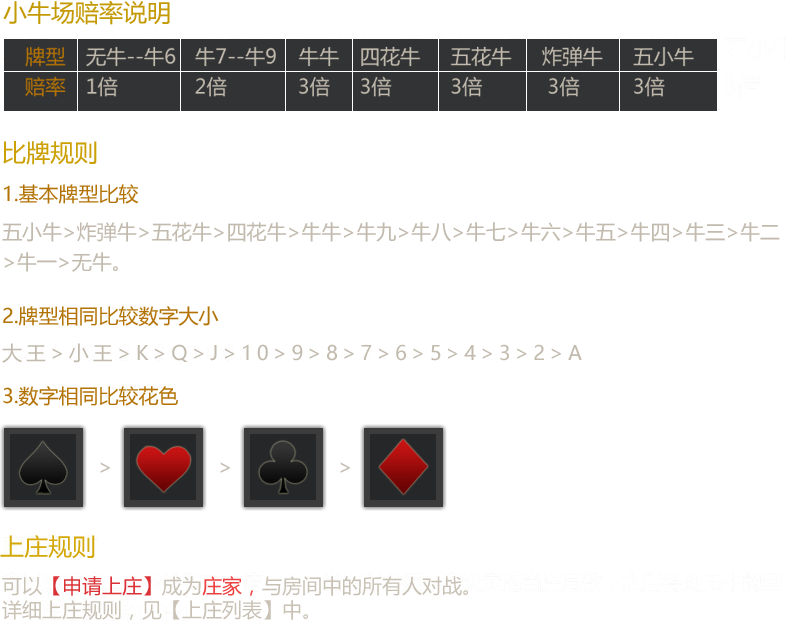 小牛场赔率说明
牌型 无牛--牛6 牛7--牛9 牛牛 四花牛 五花牛 炸弹牛 五小牛
赔率 1倍 2倍 3倍 3倍 3倍 3倍 3倍
比牌规则
1.基本牌型比较
五小牛>炸弹牛>五花牛>四花牛>牛牛>牛九>牛八>牛七>牛六>牛五>牛四>牛三>牛二
>牛一>无牛。
2.牌型相同比较数字大小
大王>小王>K>Q>J>10>9>8>7>6>5>4>3>2>A
3.数字相同比较花色
> > >
上庄规则
可以【申请上庄】成为庄家，与房间中的所有人对战。
详细上庄规则，见【上庄列表】中。